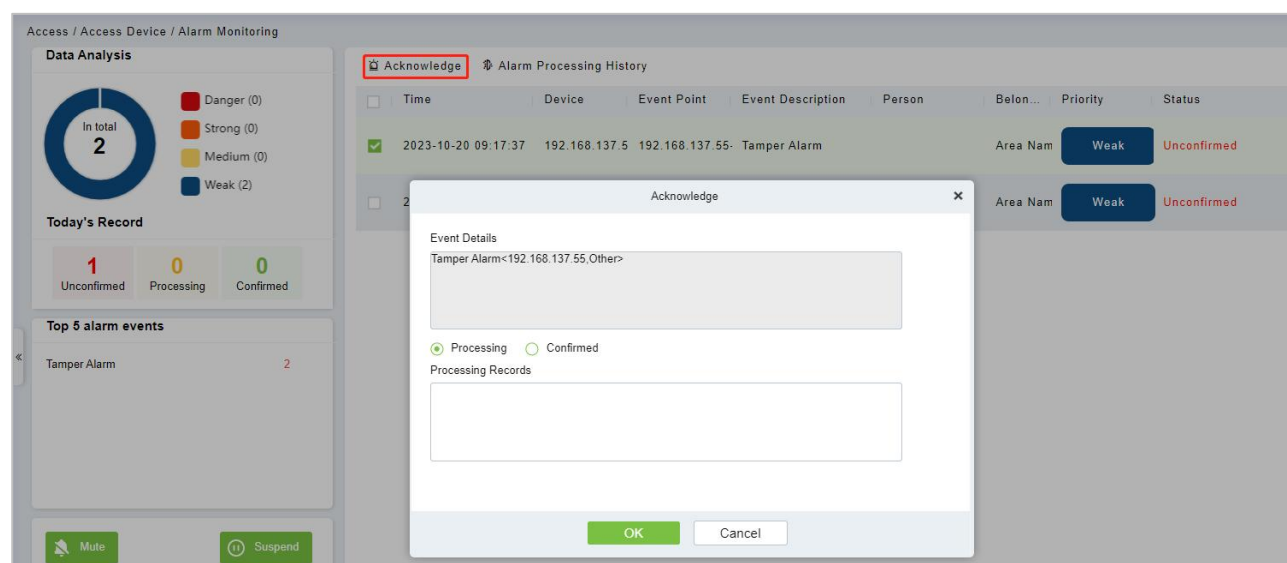 Access / Access Device / Alarm Monitoring
Data Analysis
In total
2
Danger (0)
Strong (0)
Medium (0)
Weak (2)
Today's Record
1
Unconfirmed
0
Processing
0
Confirmed
Top 5 alarm events
Tamper Alarm 2
Mute
Suspend
Acknowledge Alarm Processing History
Time Device Event Point Event Description Person Belon... Priority Status
2023-10-20 09:17:37 192.168.137.5 192.168.137.55- Tamper Alarm Area Nam Weak Unconfirmed
2 Area Nam Weak Unconfirmed
Acknowledge
Event Details
Tamper Alarm<192.168.137.55,Other>
Processing Confirmed
Processing Records
OK Cancel